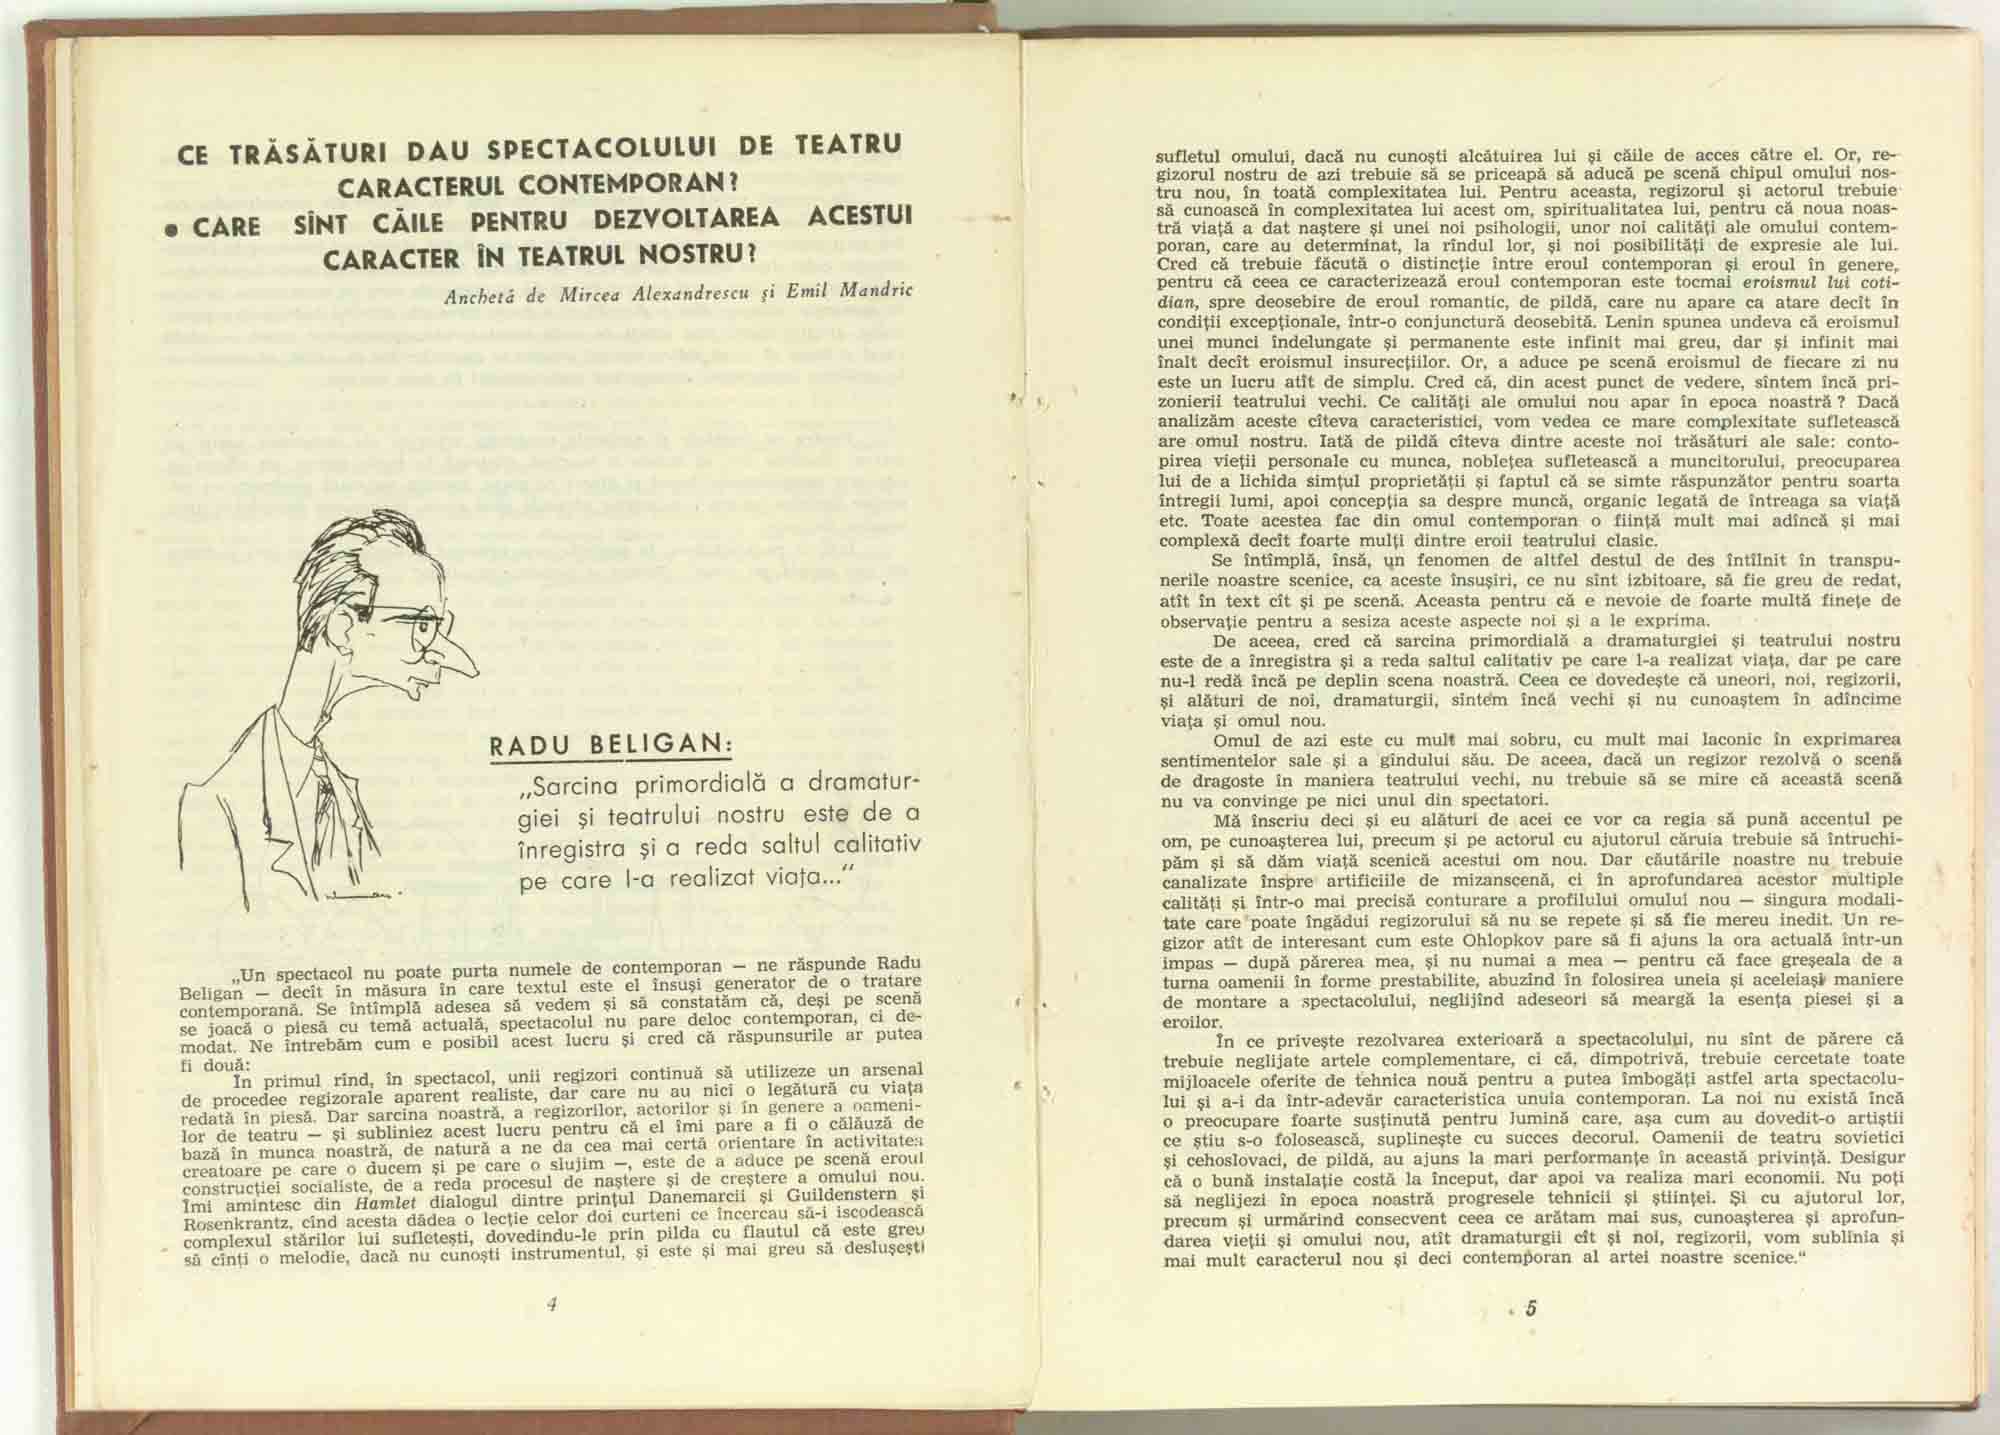 CE TRĂSĂTURI DAU SPECTACOLULUI DE TEATRU
CARACTERUL CONTEMPORAN?
• CARE SÎNT CĂILE PENTRU DEZVOLTAREA ACESTUI
CARACTER ÎN TEATRUL NOSTRU?
Anchetă de Mircea Alexandrescu și Emil Mandric
RADU BELIGAN:
„Sarcina primordială a dramatur-
giei și teatrului nostru este de a
înregistra și a reda saltul calitativ
pe care l-a realizat viața...“
„Un spectacol nu poate purta numele de contemporan — ne răspunde Radu
Beligan — decît în măsura în care textul este el însuși generator de o tratare
contemporană. Se întîmplă adesea să vedem și să constatăm că, deși pe scenă
se joacă o piesă cu temă actuală, spectacolul nu pare deloc contemporan, ci de-
modat. Ne întrebăm cum e posibil acest lucru și cred că răspunsurile ar putea
fi două:
În primul rînd, în spectacol, unii regizori continuă să utilizeze un arsenal
de procedee regizorale aparent realiste, dar care nu au nici o legătură cu viața
redată în piesă. Dar sarcina noastră, a regizorilor, actorilor și în genere a oameni-
lor de teatru — și subliniez acest lucru pentru că el îmi pare a fi o călăuză de
bază în munca noastră, de natură a ne da cea mai certă orientare în activitatea
creatoare pe care o ducem și pe care o slujim —, este de a aduce pe scenă eroul
construcției socialiste, de a reda procesul de naștere și de creștere a omului nou.
Îmi amintesc din Hamlet dialogul dintre prințul Danemarcii și Guildenstern și
Rosenkrantz, cînd acesta dădea o lecție celor doi curteni ce încercau să-i iscodească
complexul stărilor lui sufletești, dovedindu-le prin pilda cu flautul că este greu
să cînți o melodie, dacă nu cunoști instrumentul, și este și mai greu să deslușești
4
sufletul omului, dacă nu cunoști alcătuirea lui și căile de acces către el. Or, re-
gizorul nostru de azi trebuie să se priceapă să aducă pe scenă chipul omului nos-
tru nou, în toată complexitatea lui. Pentru aceasta, regizorul și actorul trebuie
să cunoască în complexitatea lui acest om, spiritualitatea lui, pentru că noua noas-
tră viață a dat naștere și unei noi psihologii, unor noi calități ale omului contem-
poran, care au determinat, la rîndul lor, și noi posibilități de expresie ale lui.
Cred că trebuie făcută o distincție între eroul contemporan și eroul în genere,
pentru că ceea ce caracterizează eroul contemporan este tocmai eroismul lui coti-
dian, spre deosebire de eroul romantic, de pildă, care nu apare ca atare decît în
condiții excepționale, într-o conjunctură deosebită. Lenin spunea undeva că eroismul
unei munci îndelungate și permanente este infinit mai greu, dar și infinit mai
înalt decît eroismul insurecțiilor. Or, a aduce pe scenă eroismul de fiecare zi nu
este un lucru atît de simplu. Cred că, din acest punct de vedere, sîntem încă pri-
zonierii teatrului vechi. Ce calități ale omului nou apar în epoca noastră? Dacă
analizăm aceste cîteva caracteristici, vom vedea ce mare complexitate sufletească
are omul nostru. Iată de pildă cîteva dintre aceste noi trăsături ale sale: conto-
pirea vieții personale cu munca, noblețea sufletească a muncitorului, preocuparea
lui de a lichida simțul proprietății și faptul că se simte răspunzător pentru soarta
întregii lumi, apoi concepția sa despre muncă, organic legată de întreaga sa viață
etc. Toate acestea fac din omul contemporan o ființă mult mai adîncă și mai
complexă decît foarte mulți dintre eroii teatrului clasic.
Se întîmplă, însă, un fenomen de altfel destul de des întîlnit în transpu-
nerile noastre scenice, ca aceste însușiri, ce nu sînt izbitoare, să fie greu de redat,
atît în text cît și pe scenă. Aceasta pentru că e nevoie de foarte multă finețe de
observație pentru a sesiza aceste aspecte noi și a le exprima.
De aceea, cred că sarcina primordială a dramaturgiei și teatrului nostru
este de a înregistra și a reda saltul calitativ pe care l-a realizat viața, dar pe care
nu-l redă încă pe deplin scena noastră. Ceea ce dovedește că uneori, noi, regizorii,
și alături de noi, dramaturgii, sîntem încă vechi și nu cunoaștem în adîncime
viața și omul nou.
Omul de azi este cu mult mai sobru, cu mult mai laconic în exprimarea
sentimentelor sale și a gîndului său. De aceea, dacă un regizor rezolvă o scenă
de dragoste în maniera teatrului vechi, nu trebuie să se mire că această scenă
nu va convinge pe nici unul din spectatori.
Mă înscriu deci și eu alături de acei ce vor ca regia să pună accentul pe
om, pe cunoașterea lui, precum și pe actorul cu ajutorul căruia trebuie să întruchi-
păm și să dăm viață scenică acestui om nou. Dar căutările noastre nu trebuie
canalizate înspre artificiile de mizanscenă, ci în aprofundarea acestor multiple
calități și într-o mai precisă conturare a profilului omului nou — singura modali-
tate care poate îngădui regizorului să nu se repete și să fie mereu inedit. Un re-
gizor atît de interesant cum este Ohlopkov pare să fi ajuns la ora actuală într-un
impas — după părerea mea, și nu numai a mea — pentru că face greșeala de a
turna oamenii în forme prestabilite, abuzînd în folosirea uneia și aceleiași maniere
de montare a spectacolului, neglijînd adeseori să meargă la esența piesei și a
eroilor.
În ce privește rezolvarea exterioară a spectacolului, nu sînt de părere că
trebuie neglijate artele complementare, ci că, dimpotrivă, trebuie cercetate toate
mijloacele oferite de tehnica nouă pentru a putea îmbogăți astfel arta spectacolu-
lui și a-i da într-adevăr caracteristica unuia contemporan. La noi nu există încă
o preocupare foarte susținută pentru lumină care, așa cum au dovedit-o artiștii
ce știu s-o folosească, suplinește cu succes decorul. Oamenii de teatru sovietici
și cehoslovaci, de pildă, au ajuns la mari performanțe în această privință. Desigur
că o bună instalație costă la început, dar apoi va realiza mari economii. Nu poți
să neglijezi în epoca noastră progresele tehnicii și științei. Și cu ajutorul lor,
precum și urmărind consecvent ceea ce arătam mai sus, cunoașterea și aprofun-
darea vieții și omului nou, atît dramaturgii cît și noi, regizorii, vom sublinia și
mai mult caracterul nou și deci contemporan al artei noastre scenice.“
5